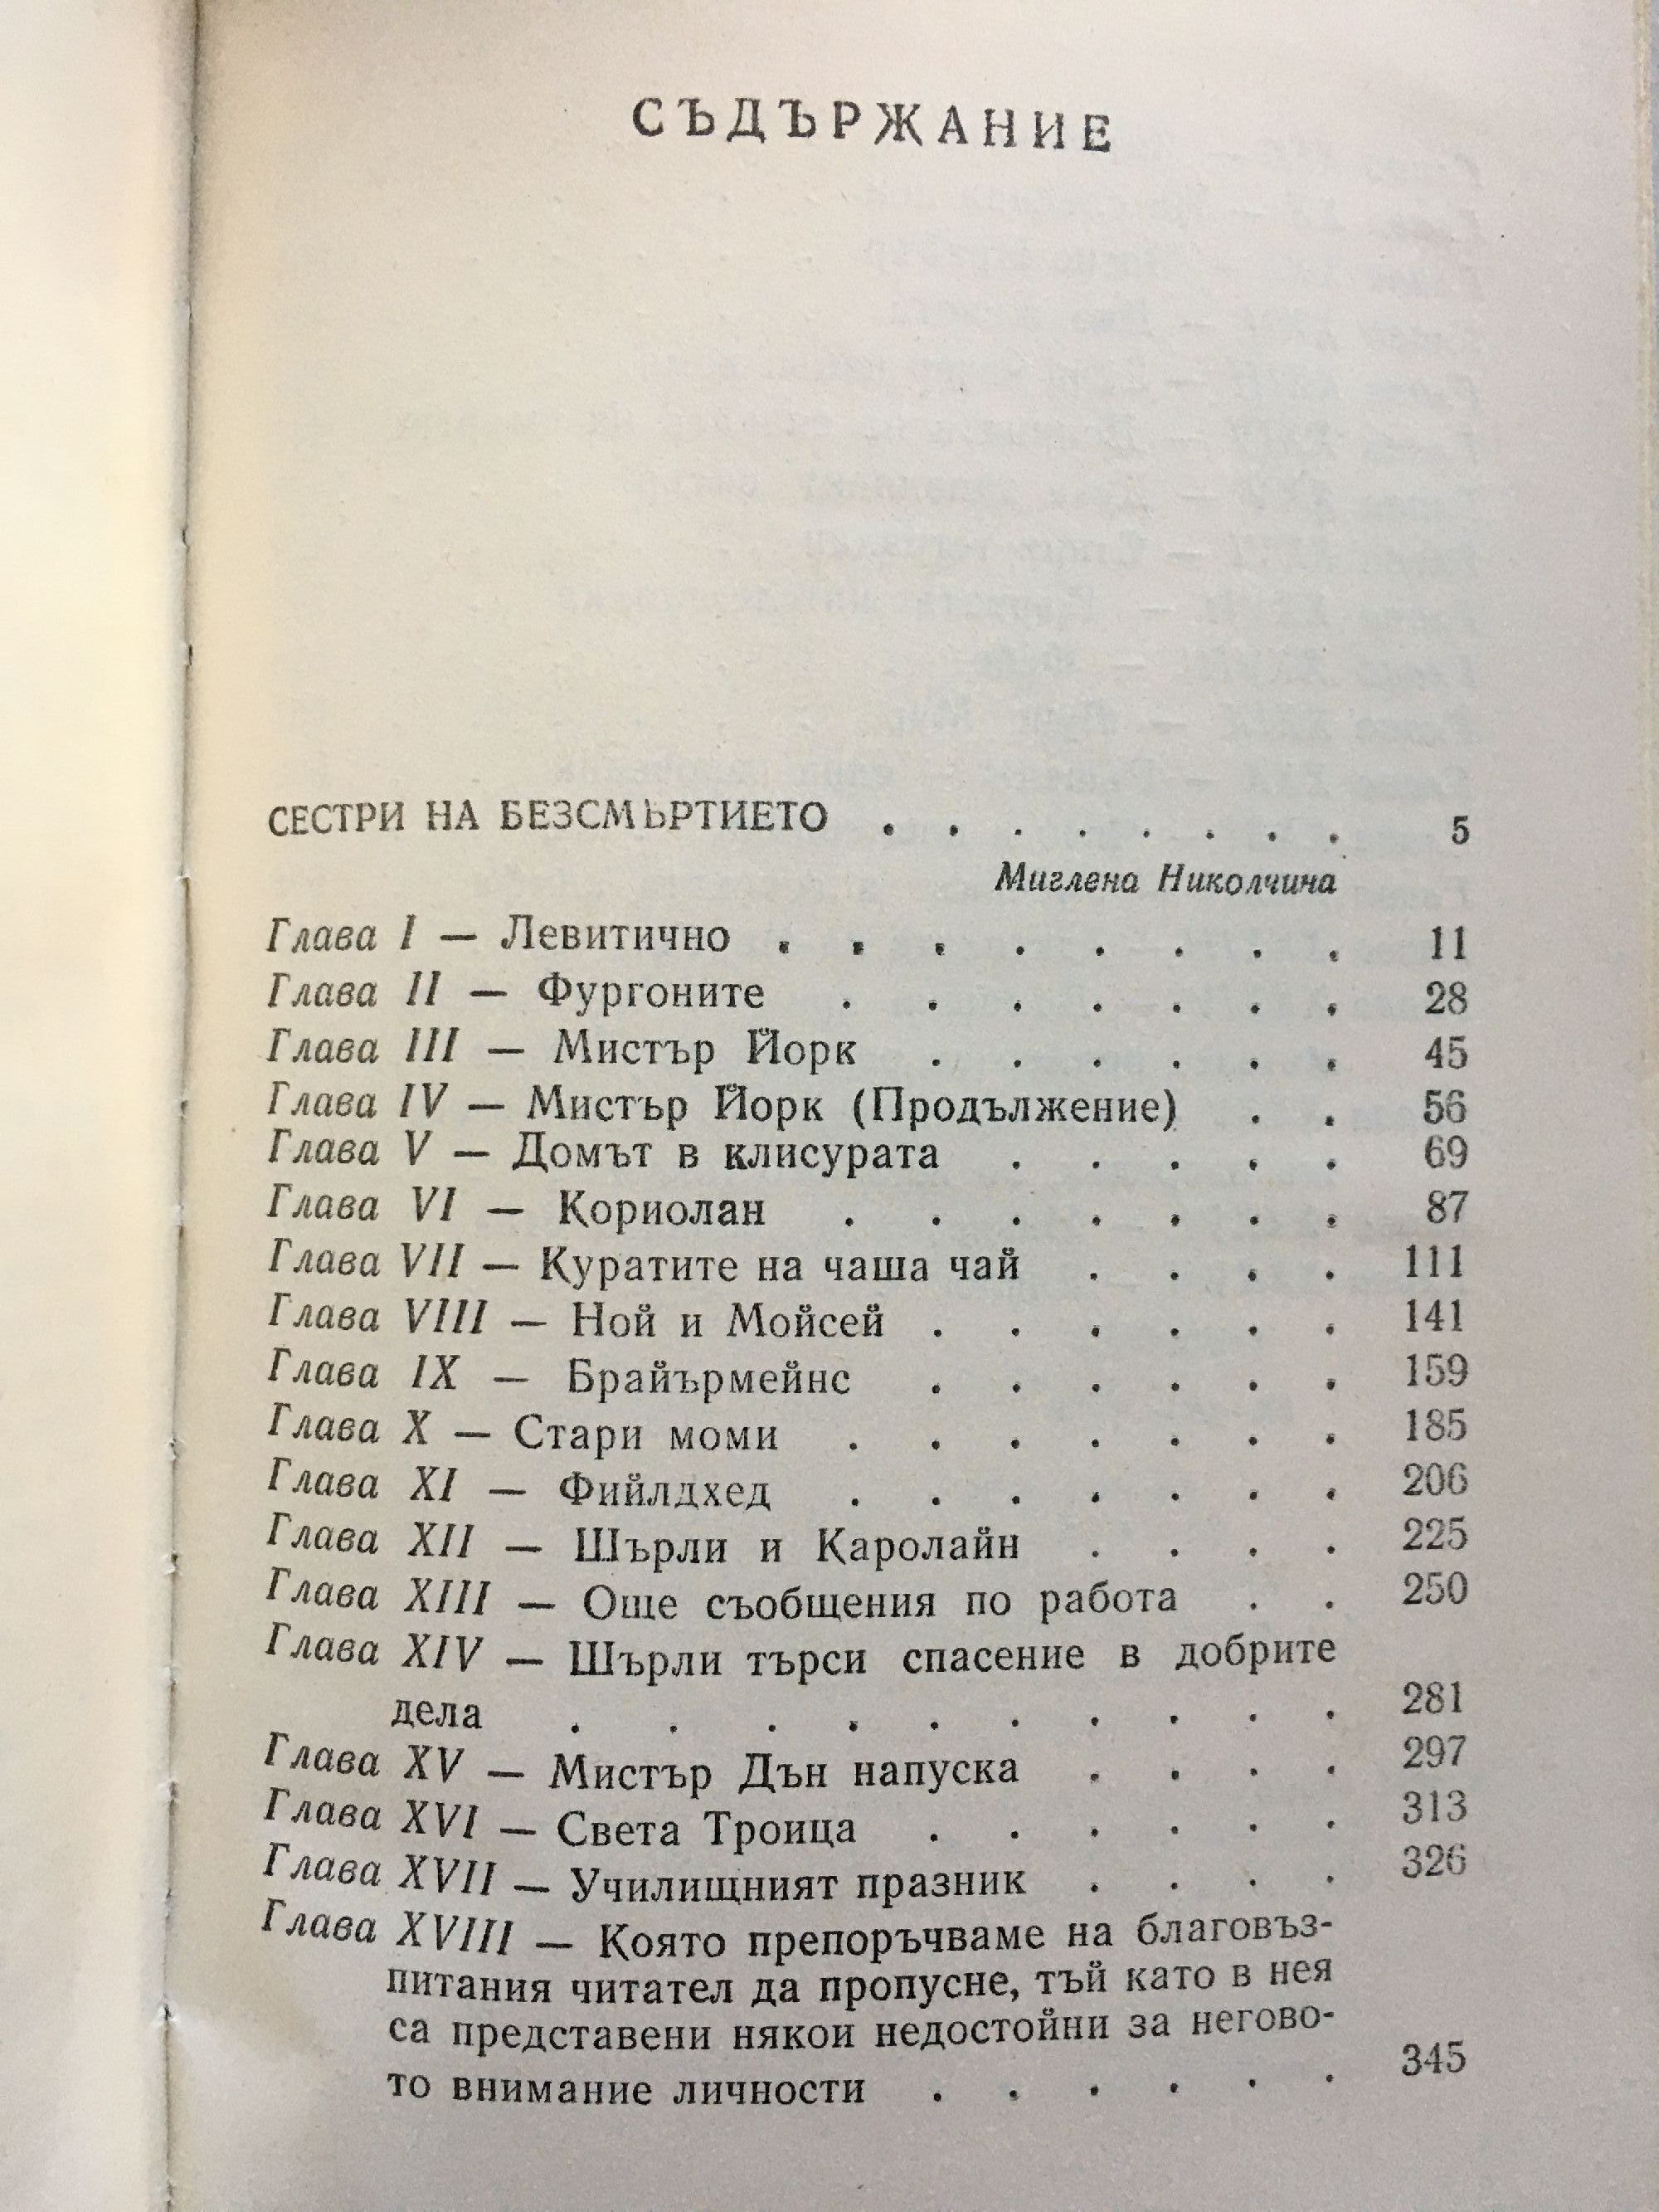 СЪДЪРЖАНИЕ
СЕСТРИ НА БЕЗСМЪРТИЕТО . . . . . . . . 5
Миглена Николчина
Глава I — Левитично . . . . . . . . 11
Глава II — Фургоните . . . . . . . 28
Глава III — Мистър Йорк . . . . . . 45
Глава IV — Мистър Йорк (Продължение) . . 56
Глава V — Домът в клисурата . . . . . 69
Глава VI — Кориолан . . . . . . . 87
Глава VII — Куратите на чаша чай . . . . 111
Глава VIII — Ной и Мойсей . . . . . . 141
Глава IX — Брайърмейнс . . . . . . 159
Глава X — Стари моми . . . . . . . 185
Глава XI — Фийлдхед . . . . . . . 206
Глава XII — Шърли и Каролайн . . . . 225
Глава XIII — Още съобщения по работа . . 250
Глава XIV — Шърли търси спасение в добрите
дела . . . . . . . . . . 281
Глава XV — Мистър Дън напуска . . . . 297
Глава XVI — Света Троица . . . . . . 313
Глава XVII — Училищният празник . . . . 326
Глава XVIII — Която препоръчваме на благовъз-
питания читател да пропусне, тъй като в нея
са представени някои недостойни за негово-
то внимание личности . . . . . . 345